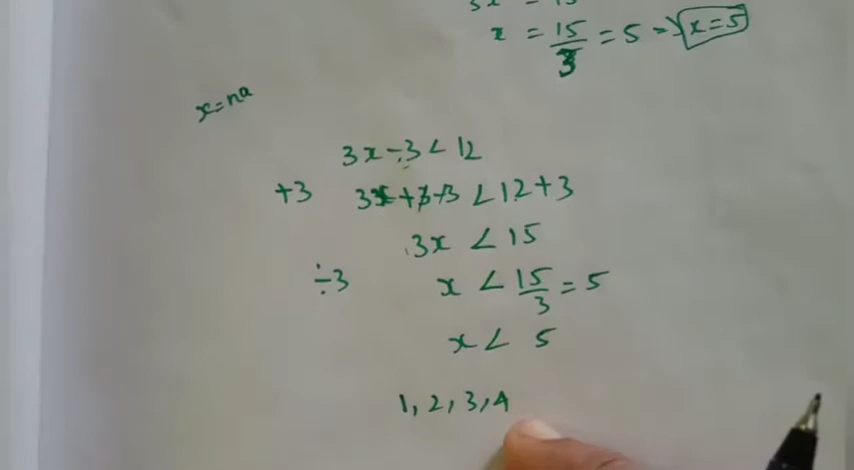 x = 15/3 = 5 → x=5
x=na
3x-3<12
+3 3x+3-3 <12+3
3x <15
÷3 x < 15/3 = 5
x< 5
1, 2, 3, 4